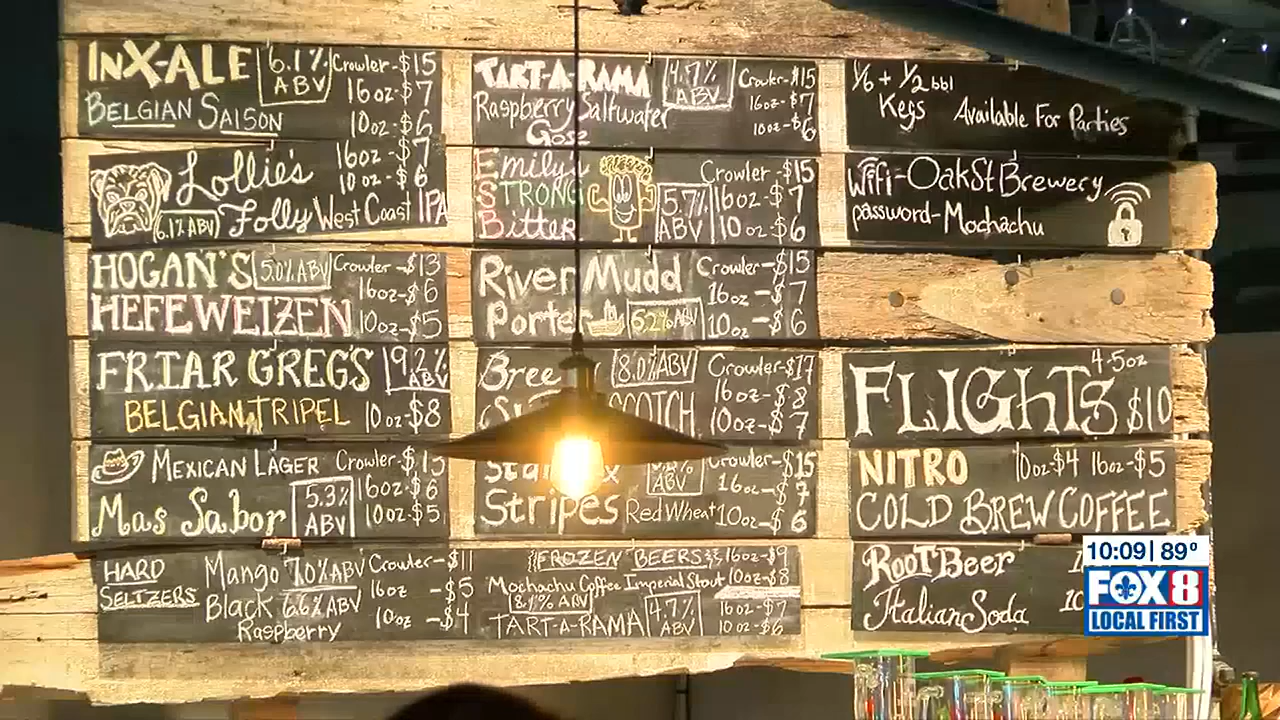 INX-ALE 6.1% ABV Crowler-$15
BELGIAN SAISON 16oz-$7
10oz-$6
Lollie's 16oz-$7
10oz-$6
6.1% ABV Folly West Coast IPA
HOGAN'S 5.0% ABV Crowler-$13
16oz-$6
HEFEWEIZEN 10oz-$5
FRIAR GREG'S 9.2% ABV
BELGIAN TRIPEL 10oz-$8
MEXICAN LAGER Crowler-$13
16oz-$6
Mas Sabor 5.3% ABV 10oz-$5
HARD SELTZERS
Mango 7.0% ABV Crowler-$11
16oz-$5
Black Raspberry 6.6% ABV 10oz-$4
TART-A-RAMA 4.7% ABV Crowler-$15
Raspberry Saltwater 16oz-$7
Gose 10oz-$6
Emily's Crowler-$15
STRONG 5.7% ABV 16oz-$7
Bitter 10oz-$6
River Mudd Crowler-$15
16oz-$7
Porter 6.2% ABV 10oz-$6
Bree 8.0% ABV Crowler-$17
16oz-$8
10oz-$7
Crowler-$15
16oz-$7
Stripes Red Wheat 10oz-$6
FROZEN BEERS 16oz-$9
Mochachu Coffee Imperial Stout 10oz-$8
8.1% ABV
TART-A-RAMA 4.7% ABV 16oz-$7
10oz-$6
1/6 + 1/2 bbl
Kegs Available For Parties
Wifi-OakStBrewery
password-Mochachu
4-5oz
FLIGhTS $10
NITRO 10oz-$4 16oz-$5
COLD BREW COFFEE
RootBeer
Italian Soda
10:09 | 89°
FOX 8
LOCAL FIRST